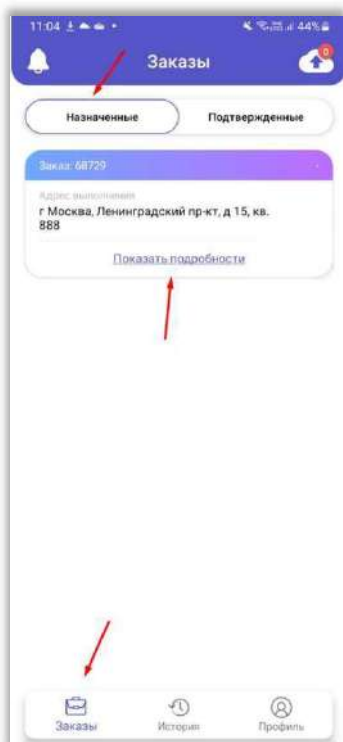 11:04 44%
Заказы
0
Назначенные Подтвержденные
Заказ: 68729
Адрес выполнения
г Москва, Ленинградский пр-кт, д 15, кв.
888
Показать подробности
Заказы История Профиль